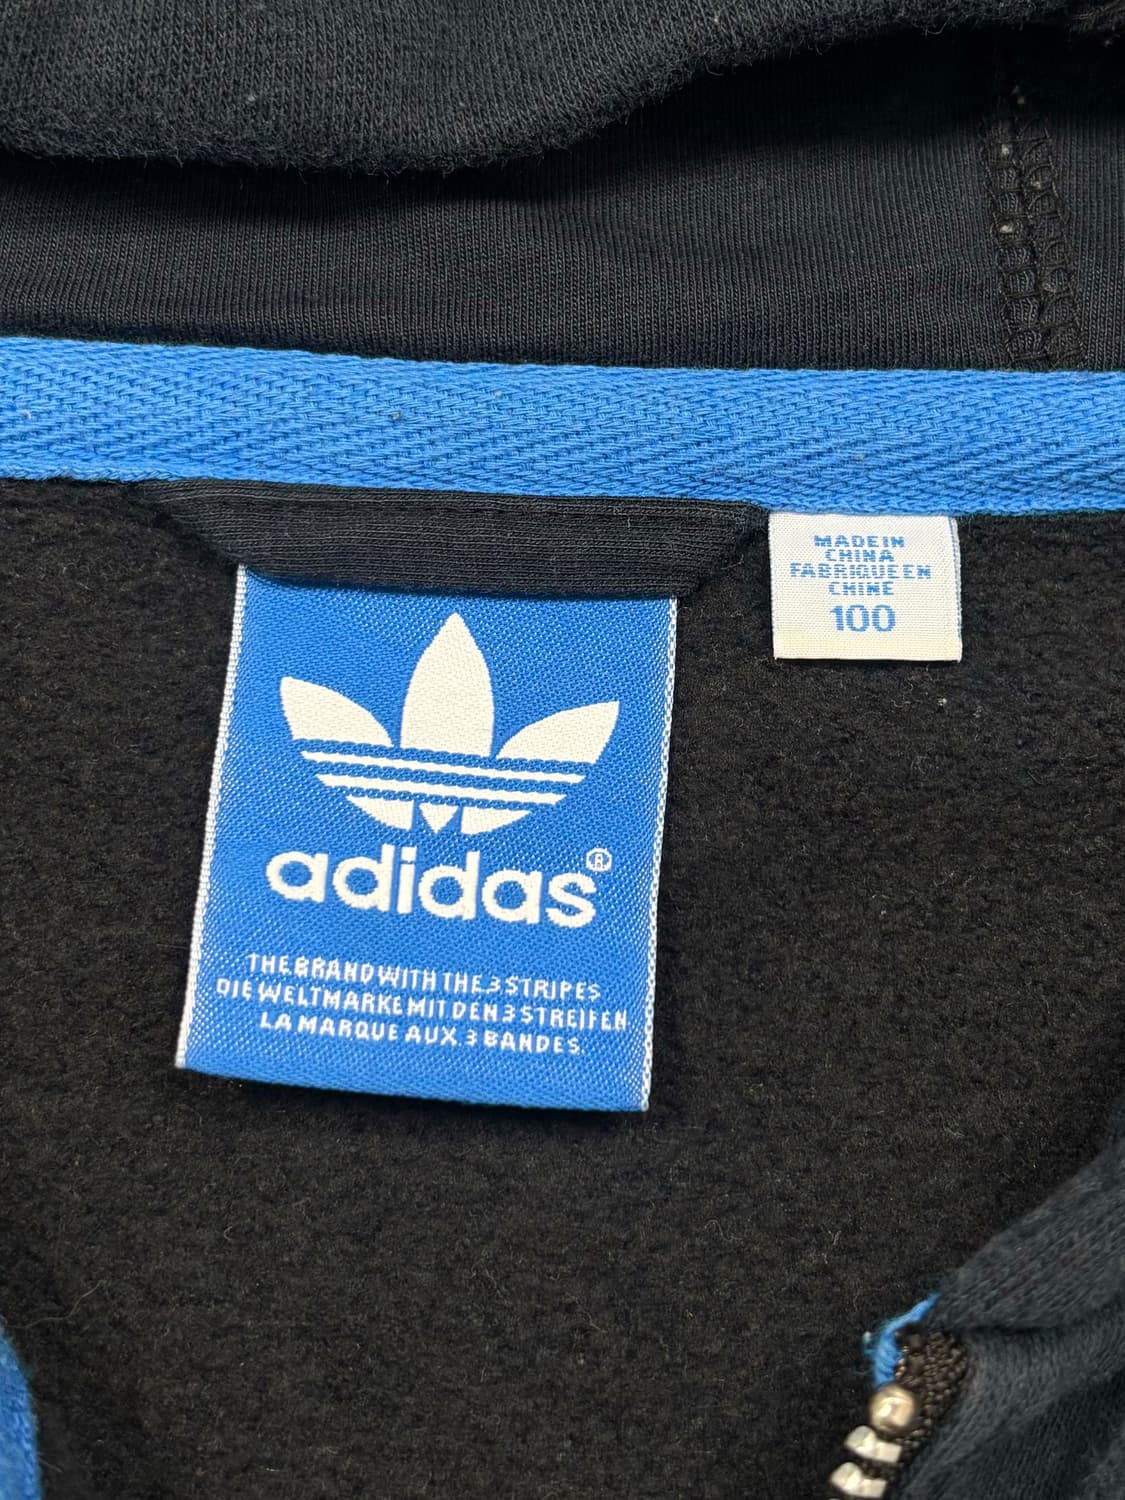 MADE IN
CHINA
FABRIQUE EN
CHINE
100
adidas®
THE BRAND WITH THE 3 STRIPES
DIE WELTMARKE MIT DEN 3 STREIFEN
LA MARQUE AUX 3 BANDES